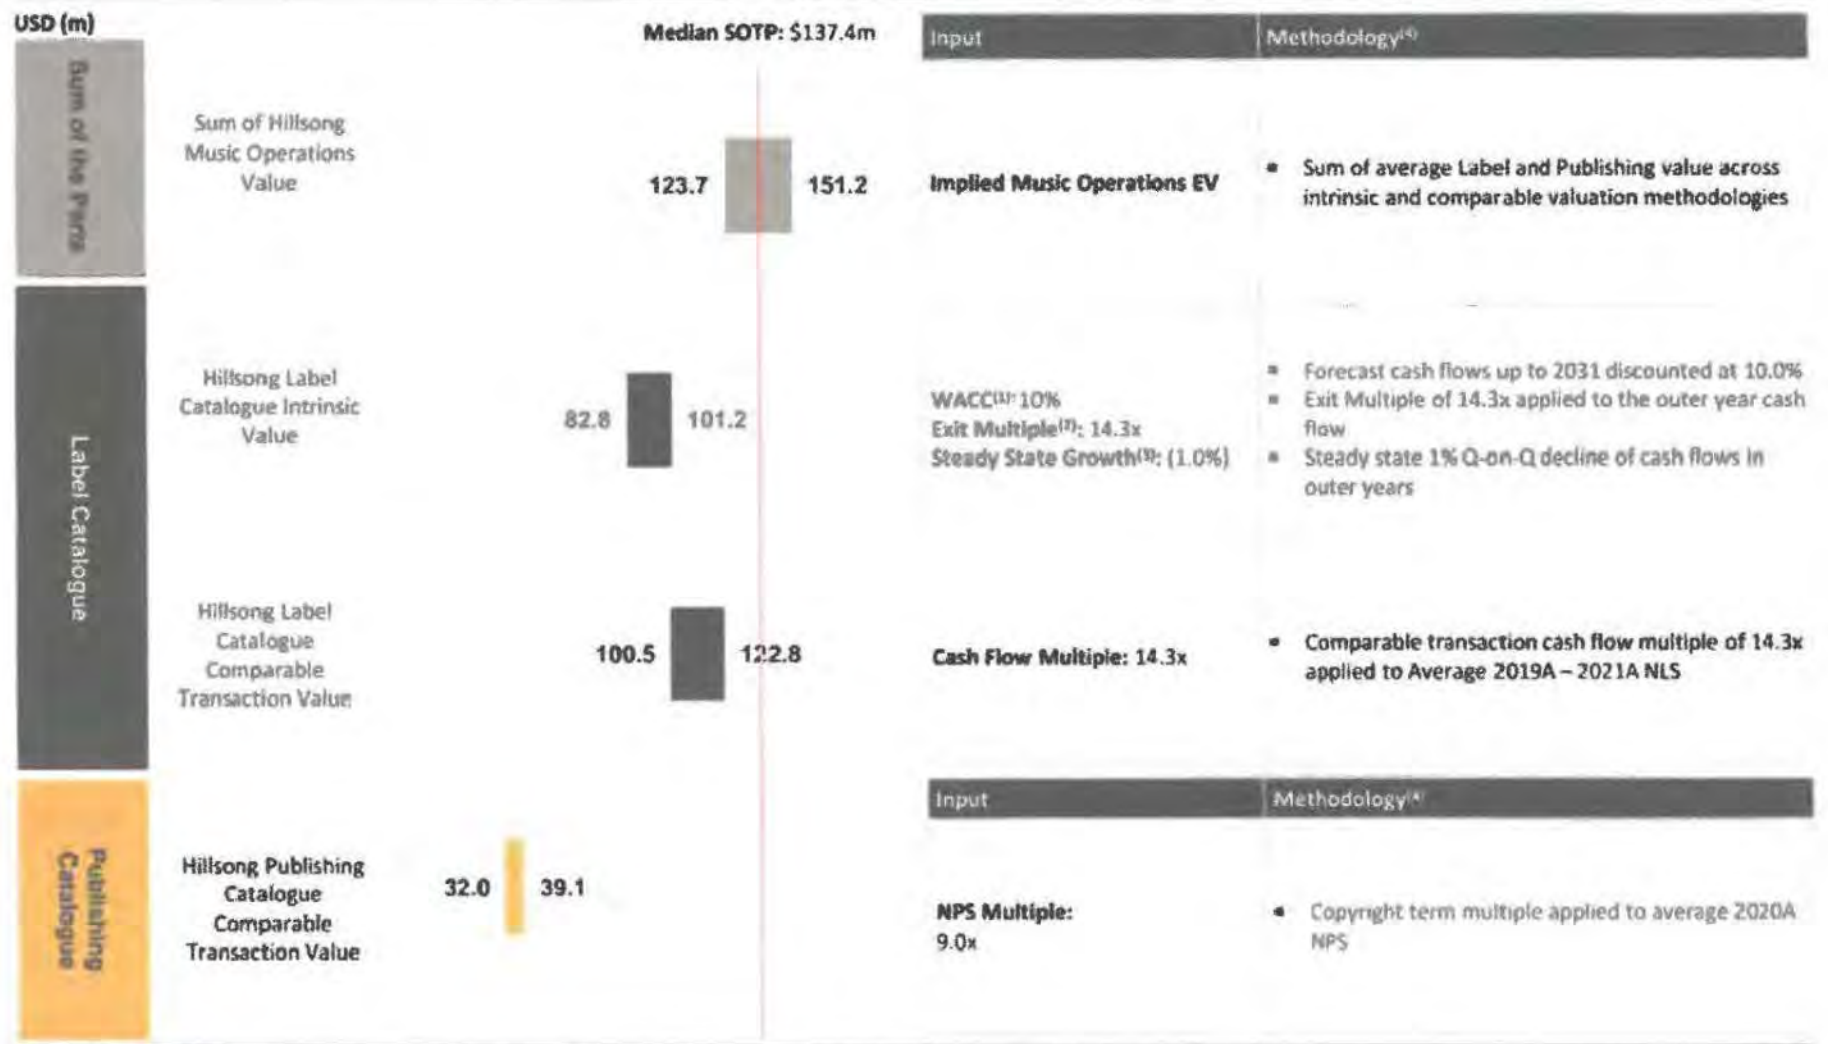 USD (m)
Median SOTP: $137.4m
Input
Methodology(4)
Sum of the Parts
Sum of Hillsong
Music Operations
Value
123.7
151.2
Implied Music Operations EV
▪ Sum of average Label and Publishing value across
intrinsic and comparable valuation methodologies
Label Catalogue
Hillsong Label
Catalogue Intrinsic
Value
82.8
101.2
WACC(1): 10%
Exit Multiple(2): 14.3x
Steady State Growth(3): (1.0%)
▪ Forecast cash flows up to 2031 discounted at 10.0%
▪ Exit Multiple of 14.3x applied to the outer year cash
flow
▪ Steady state 1% Q-on-Q decline of cash flows in
outer years
Hillsong Label
Catalogue
Comparable
Transaction Value
100.5
122.8
Cash Flow Multiple: 14.3x
• Comparable transaction cash flow multiple of 14.3x
applied to Average 2019A – 2021A NLS
Input
Methodology(4)
Publishing
Catalogue
Hillsong Publishing
Catalogue
Comparable
Transaction Value
32.0
39.1
NPS Multiple:
9.0x
• Copyright term multiple applied to average 2020A
NPS